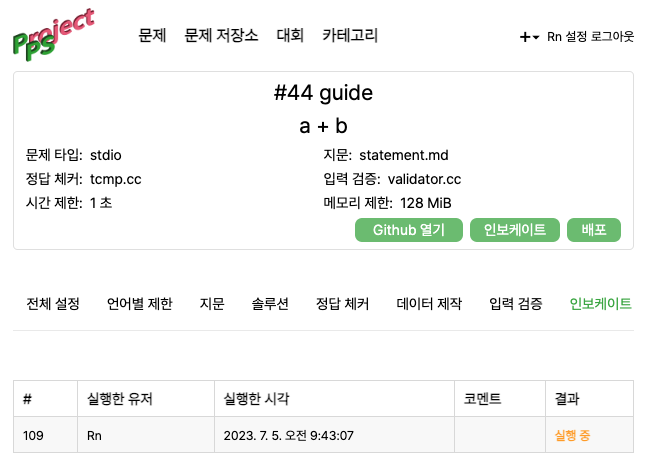 Project
PPS
문제 문제 저장소 대회 카테고리
+ Rn 설정 로그아웃
#44 guide
a + b
문제 타입: stdio 지문: statement.md
정답 체커: tcmp.cc 입력 검증: validator.cc
시간 제한: 1 초 메모리 제한: 128 MiB
Github 열기 인보케이트 배포
전체 설정 언어별 제한 지문 솔루션 정답 체커 데이터 제작 입력 검증 인보케이트
# 실행한 유저 실행한 시각 코멘트 결과
109 Rn 2023. 7. 5. 오전 9:43:07 실행 중